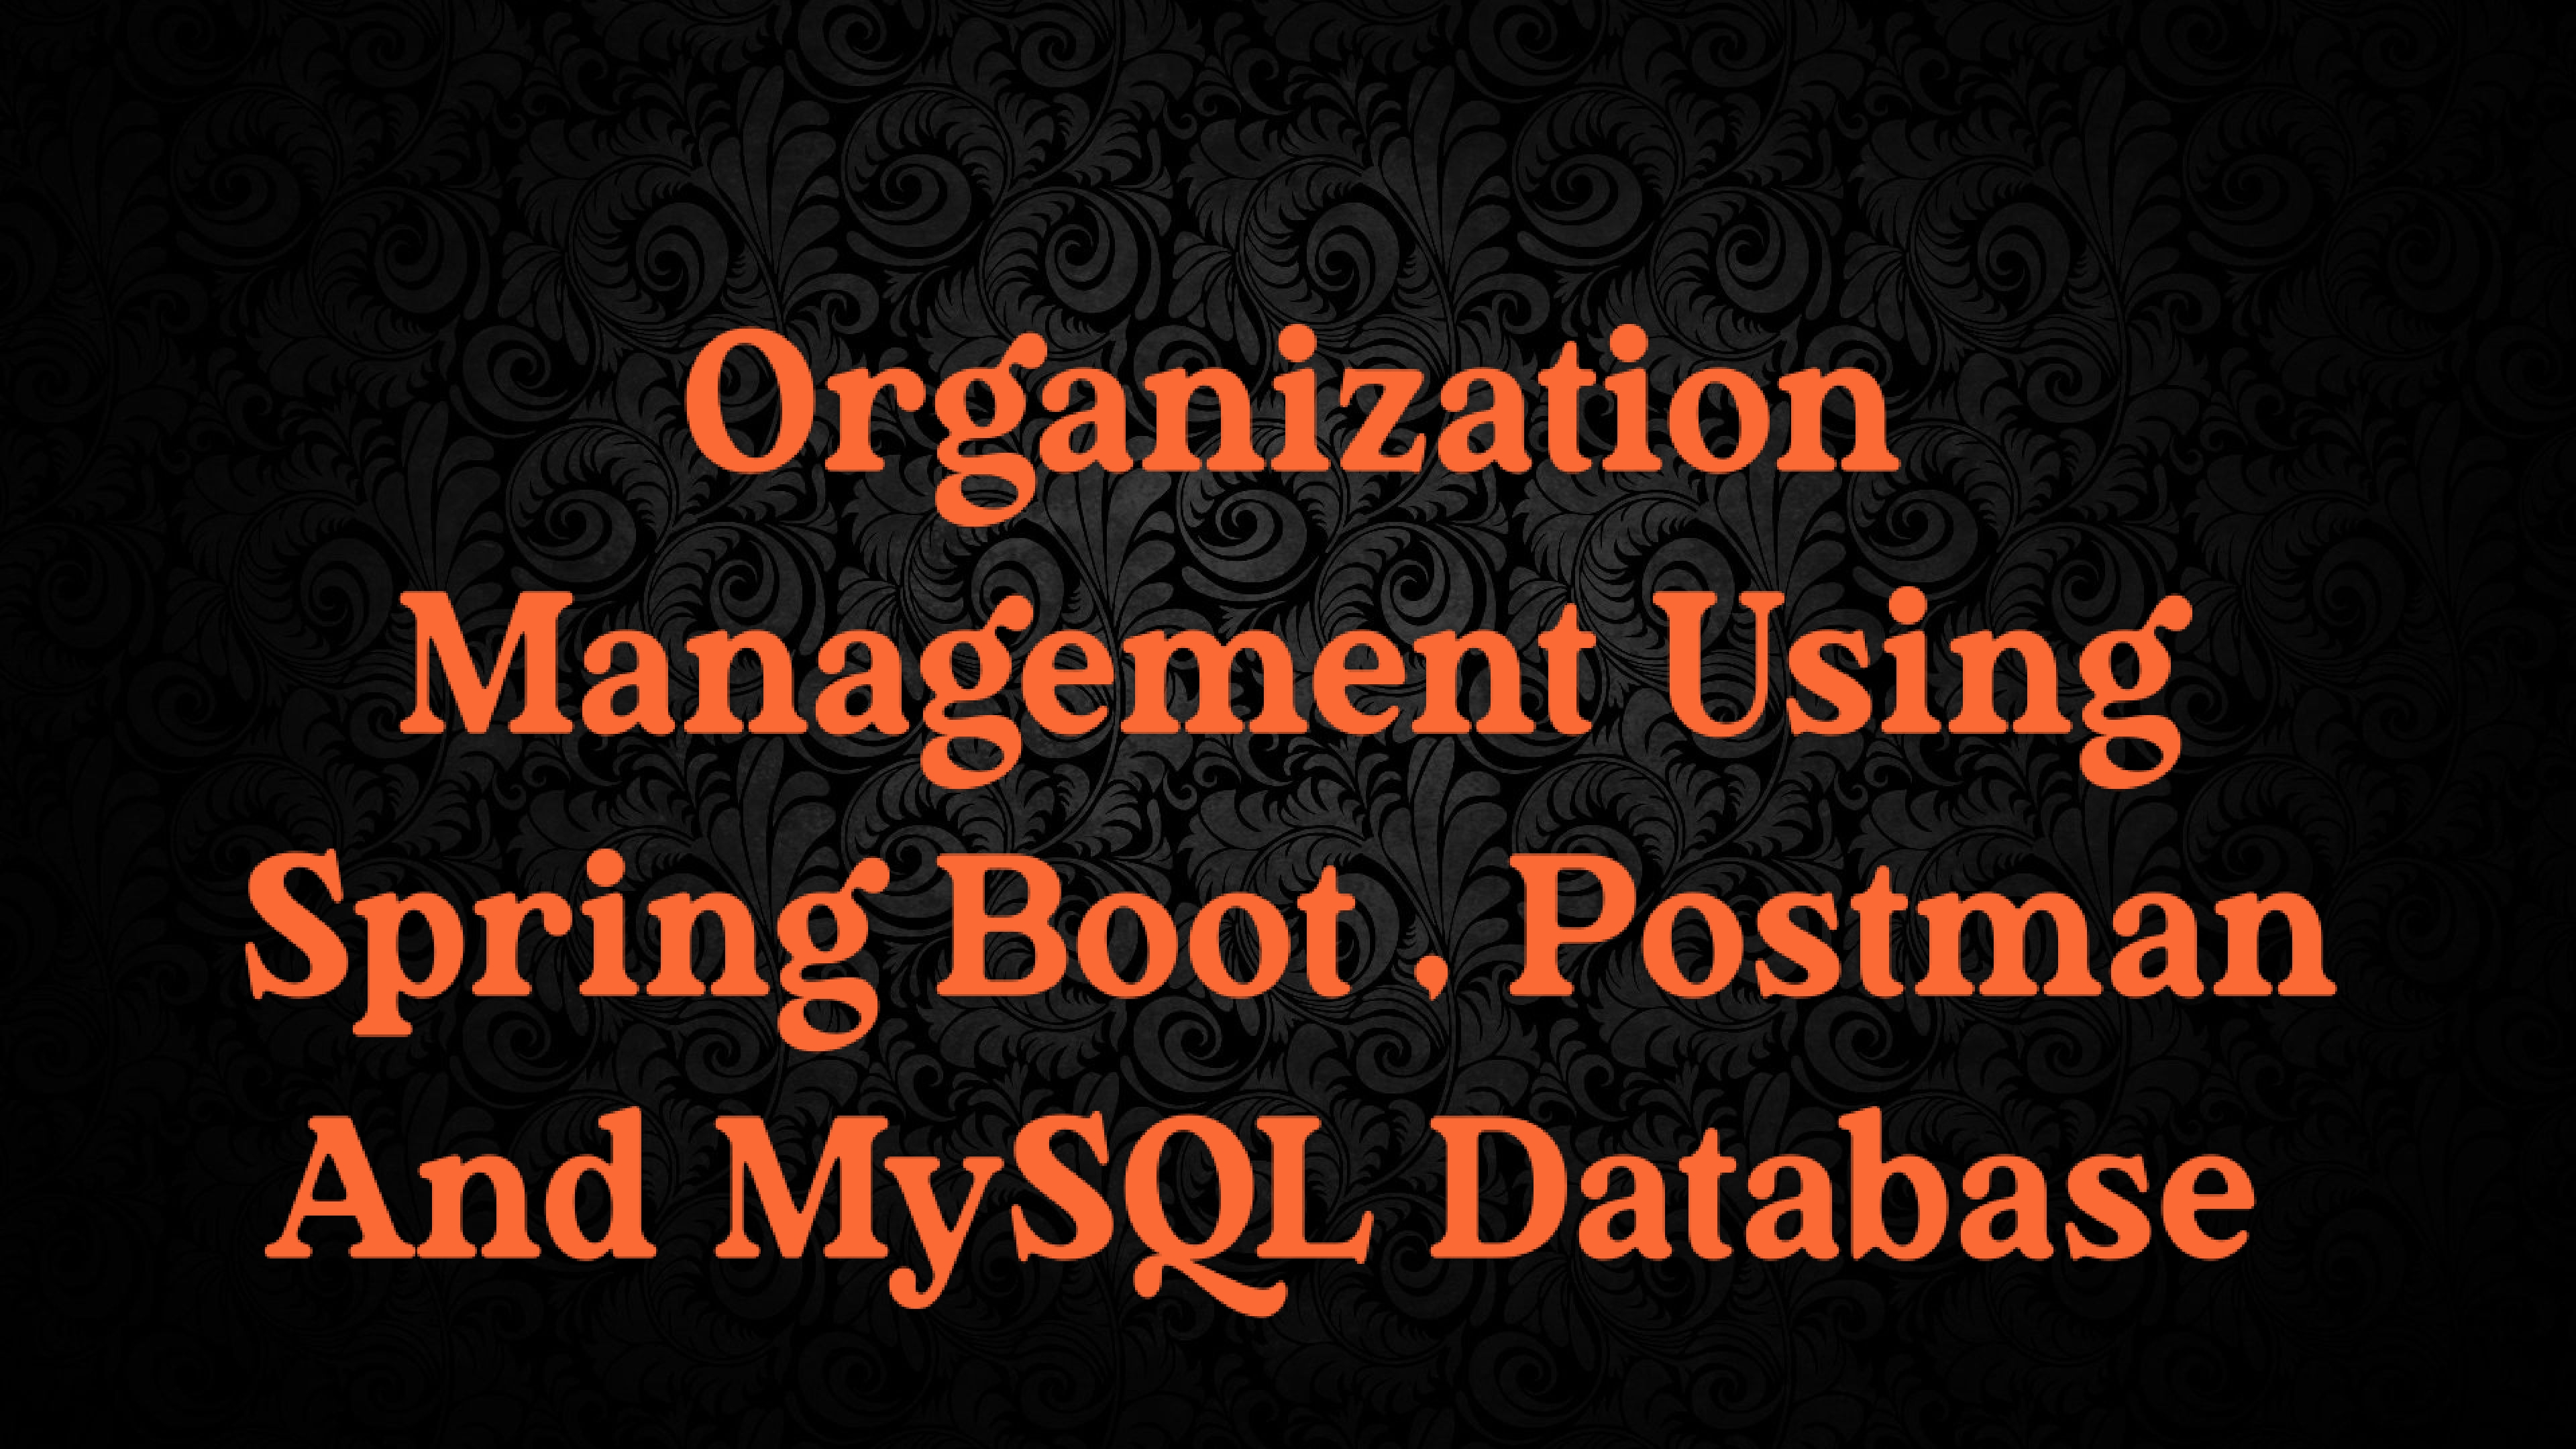 Organization
Management Using
Spring Boot , Postman
And MySQL Database